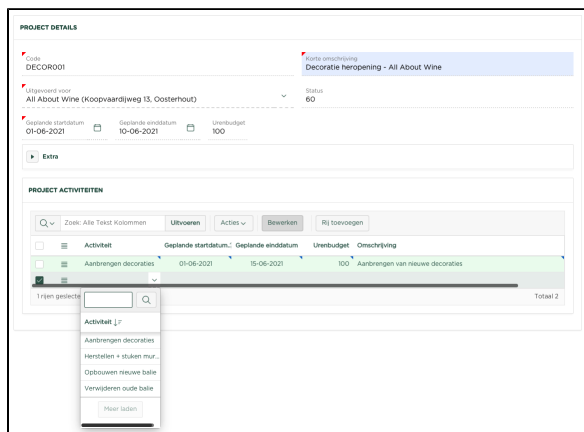 PROJECT DETAILS
Code
DECOR001
Korte omschrijving
Decoratie heropening - All About Wine
Uitgevoerd voor
All About Wine (Koopvaardijweg 13, Oosterhout)
Status
60
Geplande startdatum
01-06-2021
Geplande einddatum
10-06-2021
Urenbudget
100
Extra
PROJECT ACTIVITEITEN
Zoek: Alle Tekst Kolommen
Uitvoeren
Acties
Bewerken
Rij toevoegen
Activiteit Geplande startdatum Geplande einddatum Urenbudget Omschrijving
Aanbrengen decoraties 01-06-2021 15-06-2021 100 Aanbrengen van nieuwe decoraties
1 rijen geselecte
Totaal 2
Activiteit
Aanbrengen decoraties
Herstellen + stuken mur...
Opbouwen nieuwe balie
Verwijderen oude balie
Meer laden